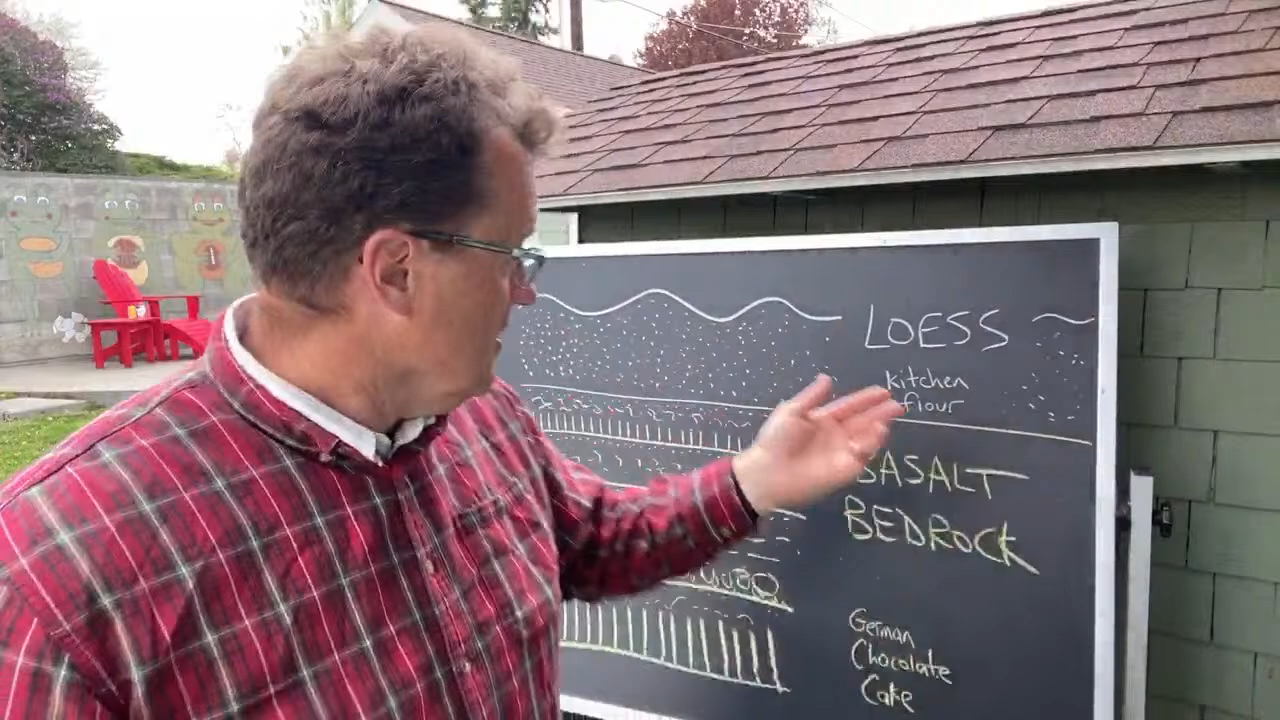 LOESS
kitchen
flour
BASALT
BEDROCK
German
Chocolate
Cake